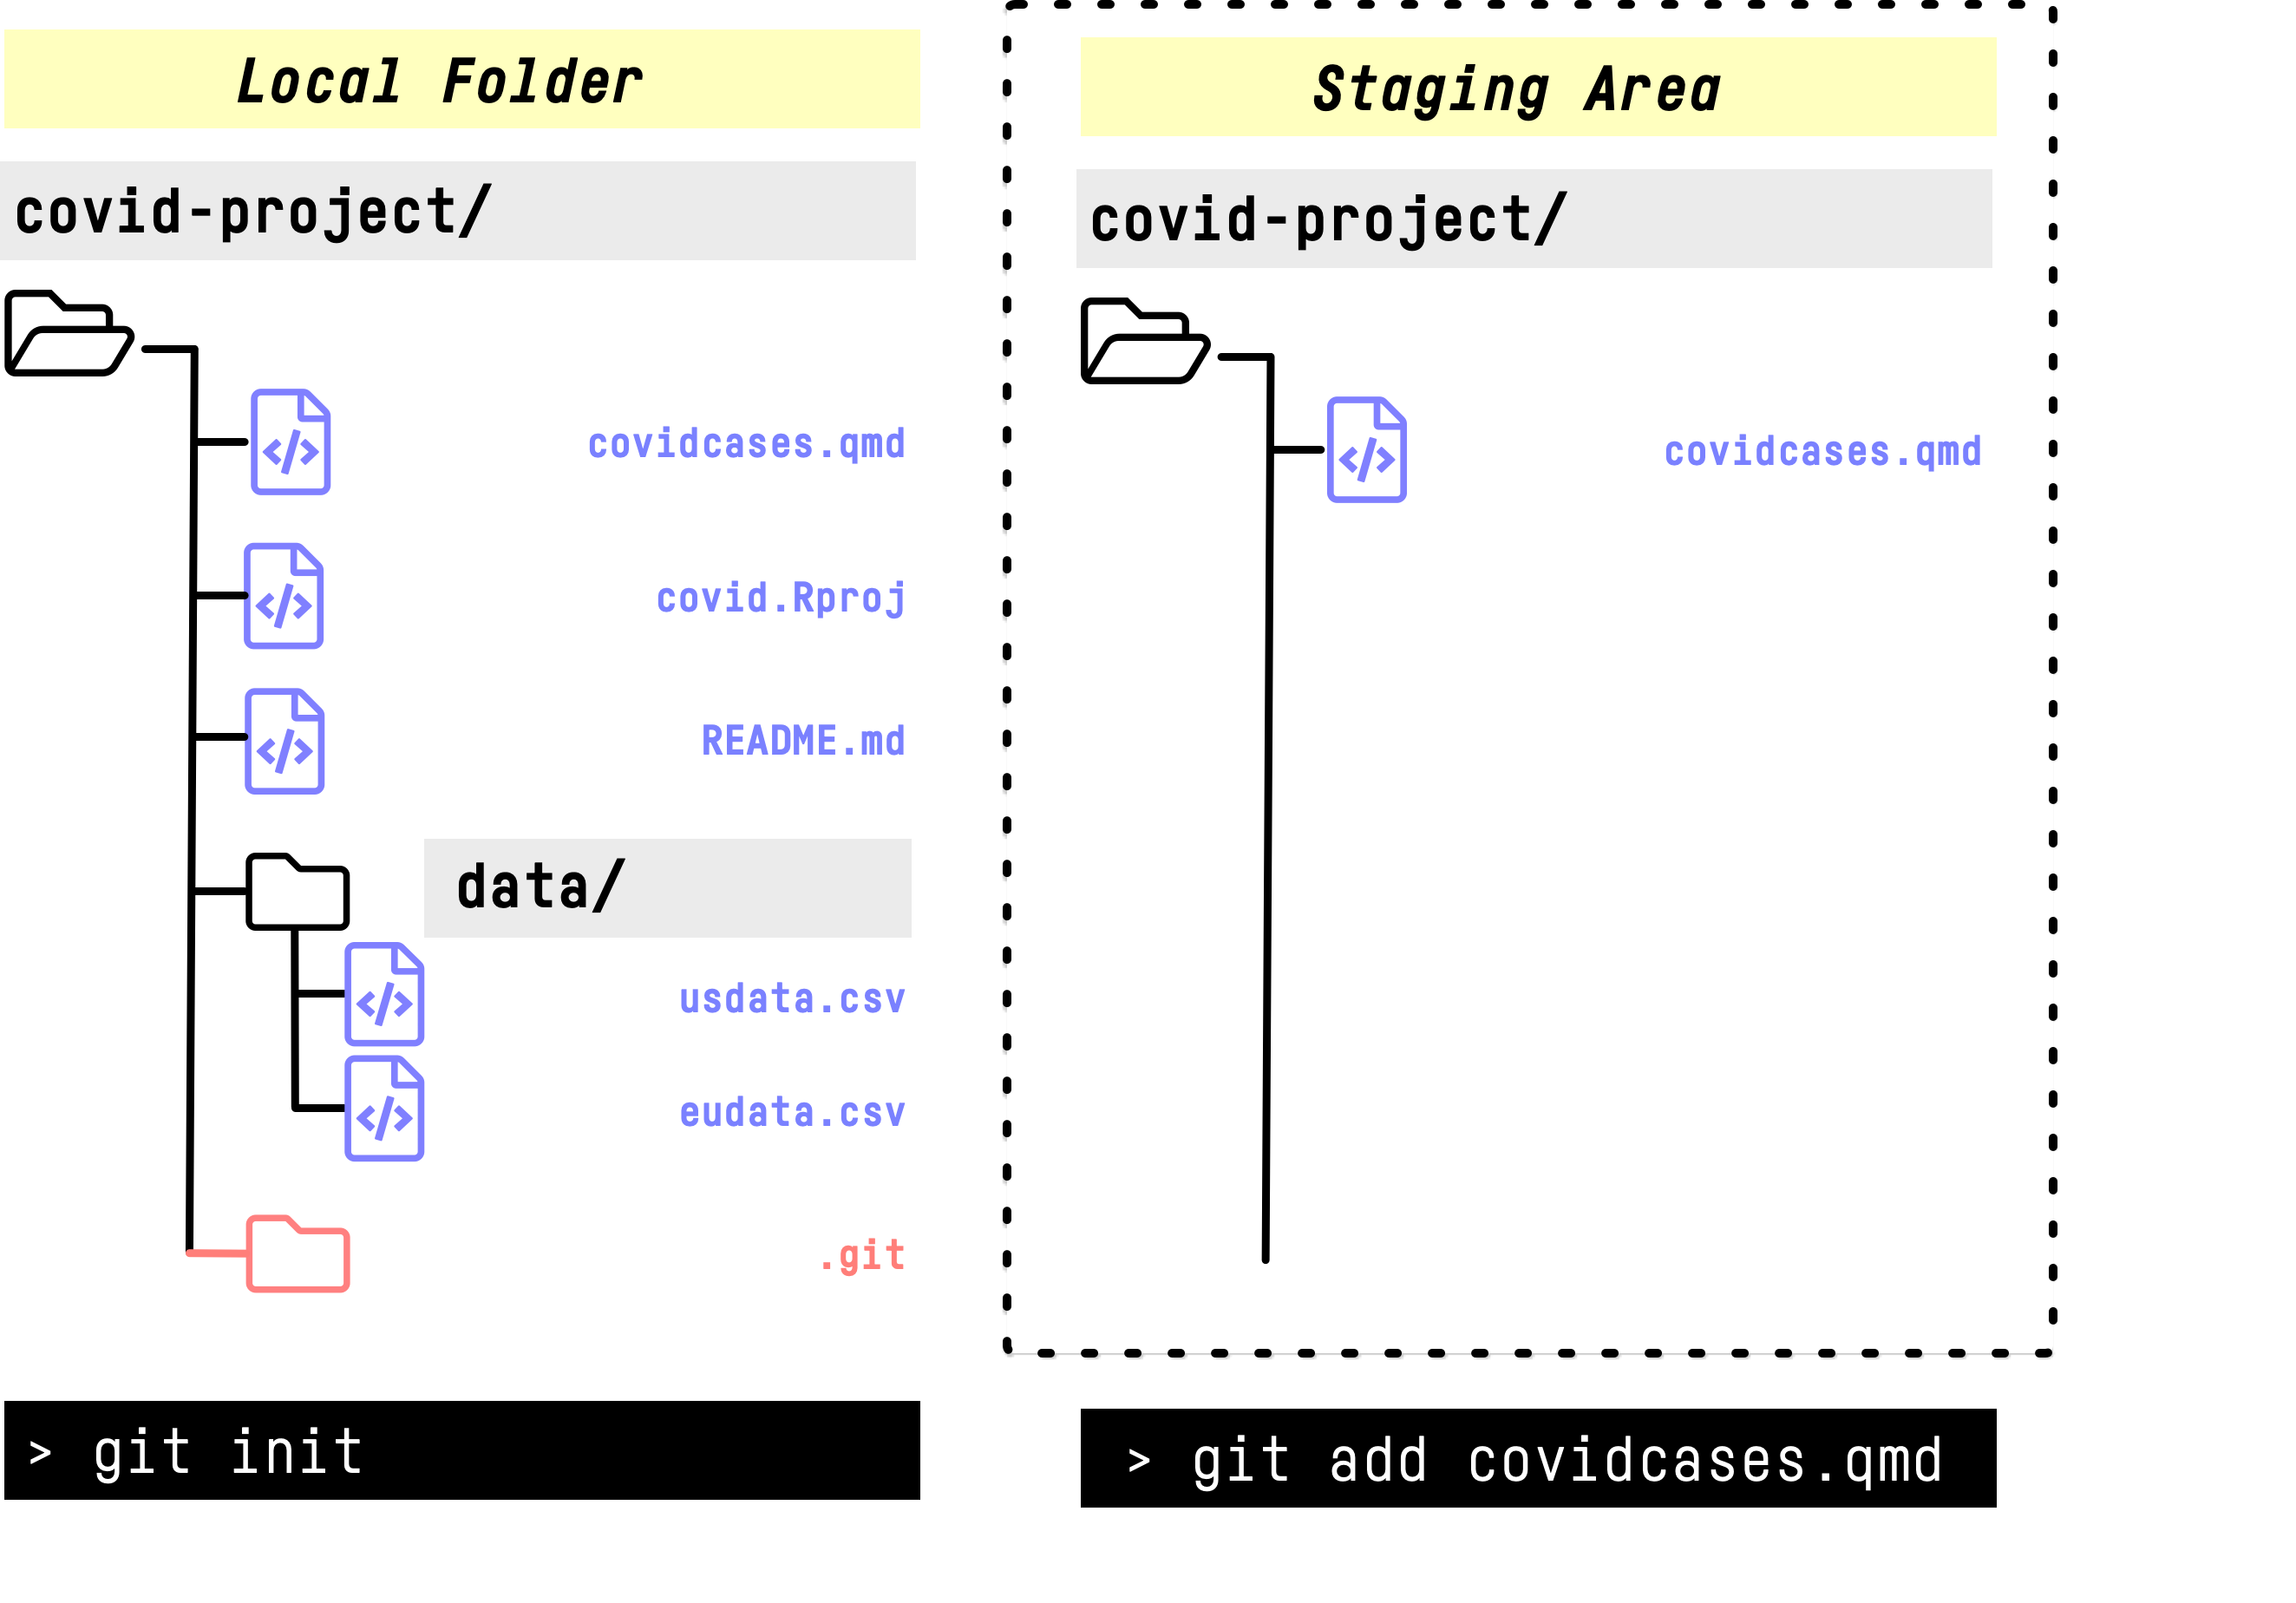 Local Folder
covid-project/
covidcases.qmd
covid.Rproj
README.md
data/
usdata.csv
eudata.csv
.git
> git init
Staging Area
covid-project/
covidcases.qmd
> git add covidcases.qmd